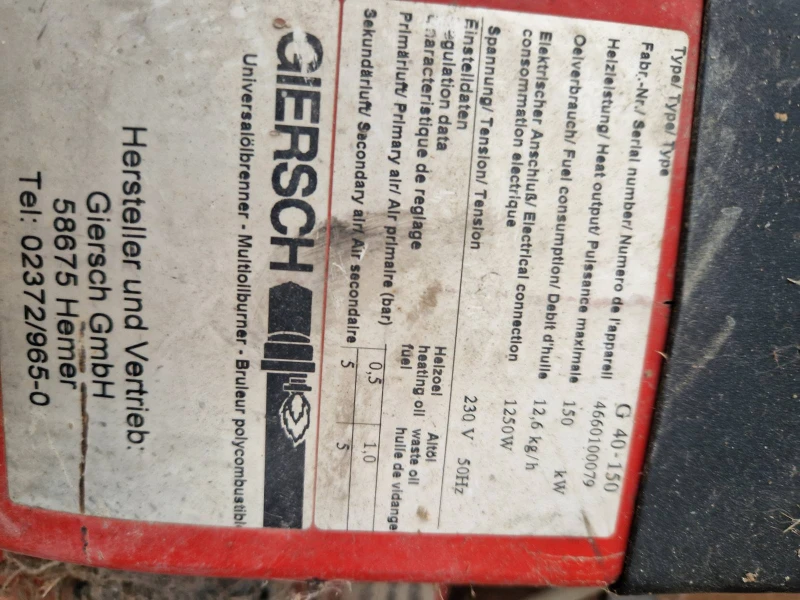 Type/ Type/ Type G 40-150
Fabr.-Nr./ Serial number/ Numero de l'appareil 4660100079
Heizleistung/ Heat output/ Puissance maximale 150 kW
Oelverbrauch/ Fuel consumption/ Debit d'huile 12,6 kg/h
Elektrischer Anschluß/ Electrical connection 1250W
consommation electrique
Spannung/ Tension/ Tension 230 V 50Hz
Einstelldaten Heizoel Altöl
gulation data heating oil waste oil
characteristique de reglage fuel huile de vidange
Primärluft/ Primary air/ Air primaire (bar) 0,5 1,0
Sekundärluft/ Secondary air/ Air secondaire 5 5
GIERSCH
Universalölbrenner - Multioilburner - Bruleur polycombustible
Hersteller und Vertrieb:
Giersch GmbH
58675 Hemer
Tel: 02372/965-0